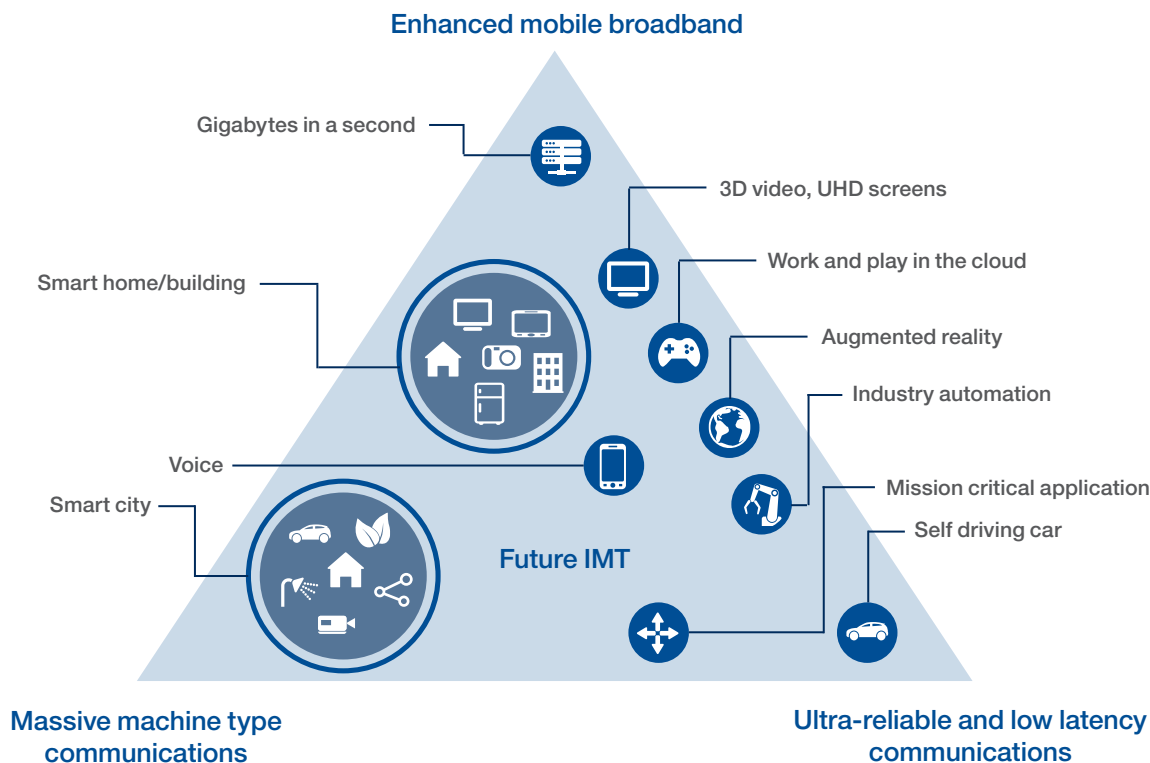 Enhanced mobile broadband
Gigabytes in a second
3D video, UHD screens
Work and play in the cloud
Smart home/building
Augmented reality
Industry automation
Voice
Mission critical application
Smart city
Self driving car
Future IMT
Massive machine type
communications
Ultra-reliable and low latency
communications